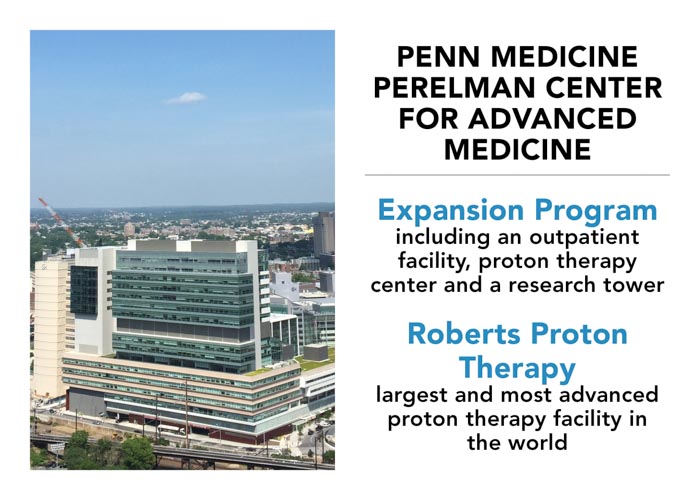 PENN MEDICINE
PERELMAN CENTER
FOR ADVANCED
MEDICINE
Expansion Program
including an outpatient
facility, proton therapy
center and a research tower
Roberts Proton
Therapy
largest and most advanced
proton therapy facility in
the world